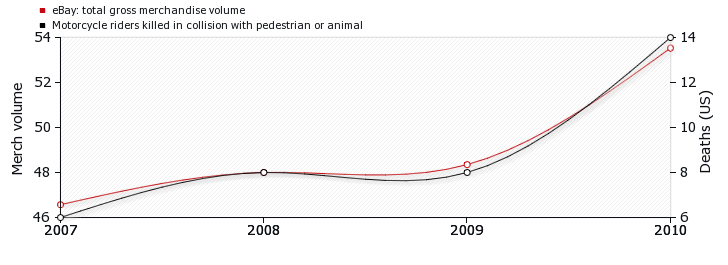 eBay: total gross merchandise volume
Motorcycle riders killed in collision with pedestrian or animal
54 14
52 12
50 10
48 8
46 6
Merch volume
Deaths (US)
2007 2008 2009 2010